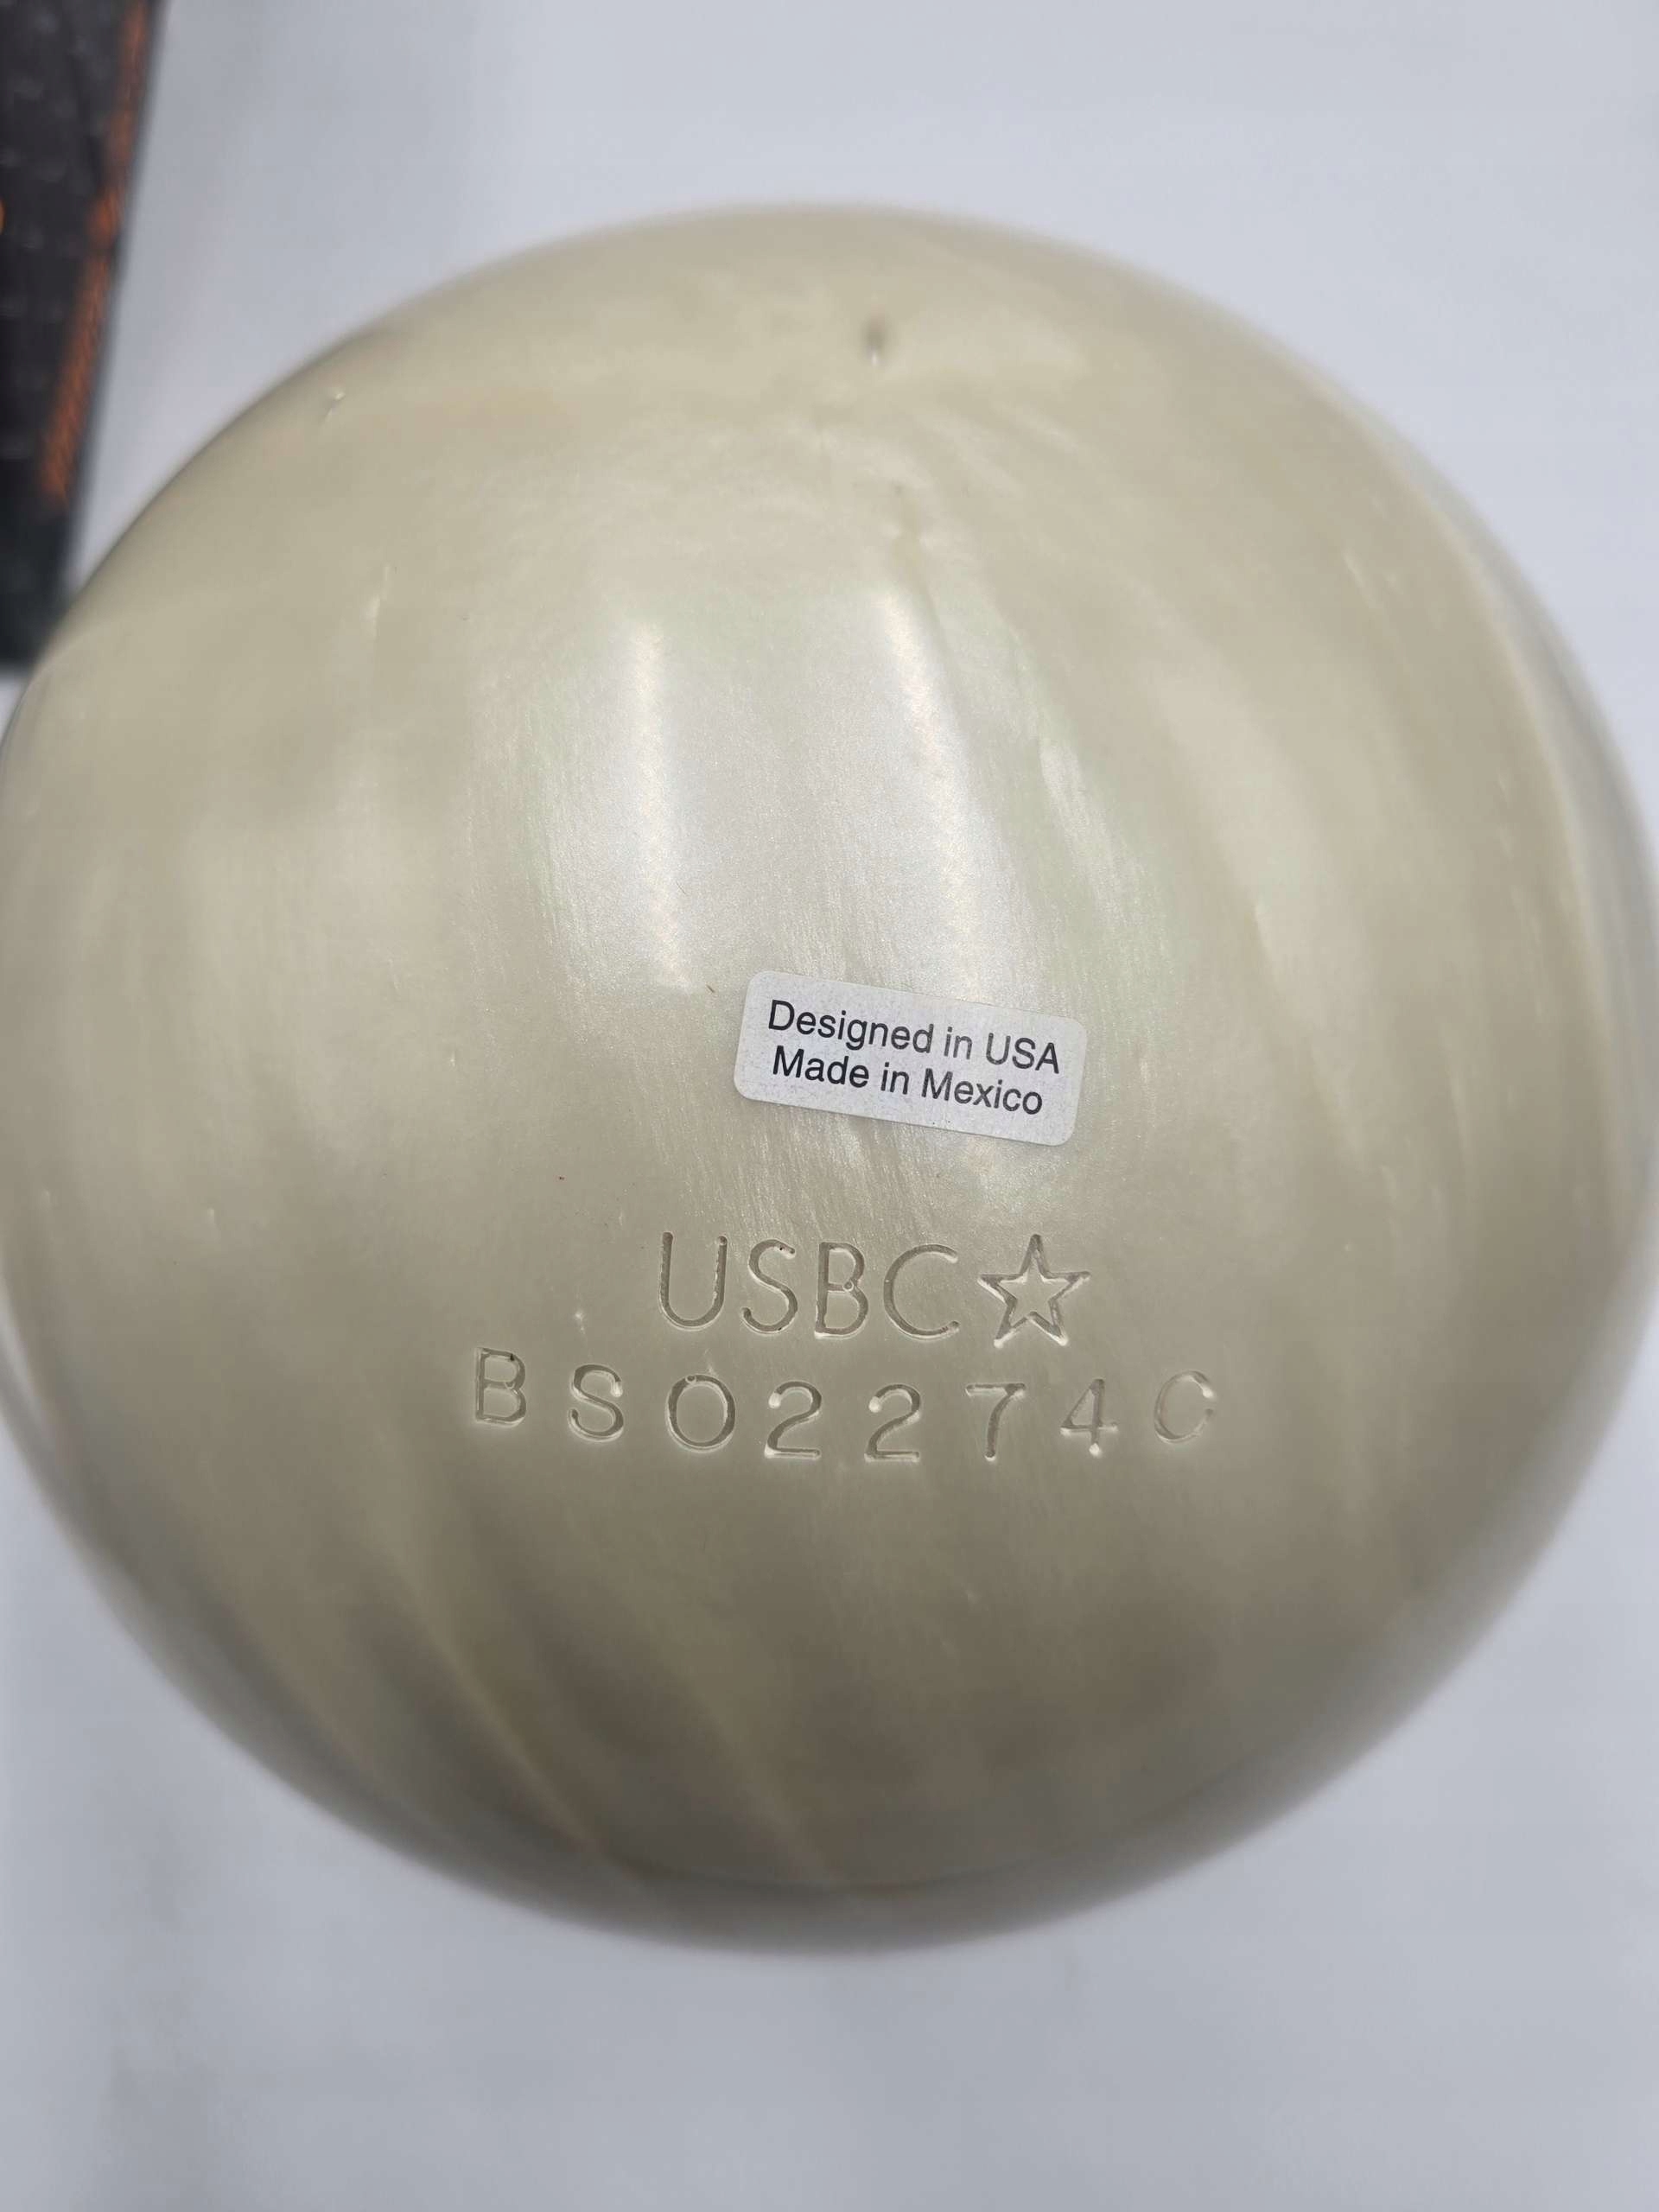 Designed in USA
Made in Mexico
USBC☆
BS02274C